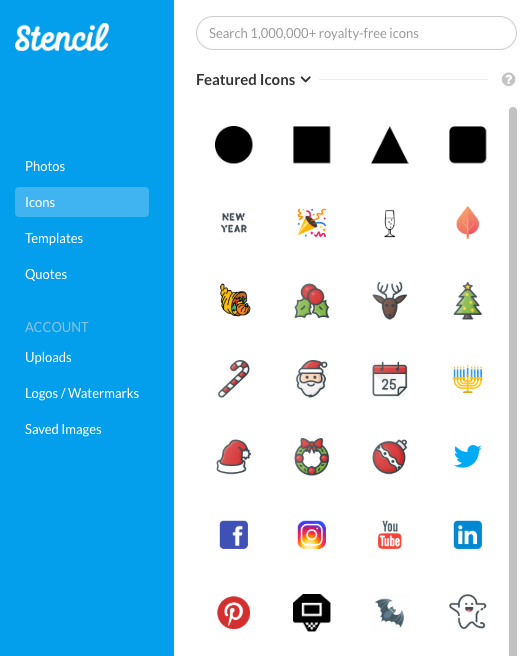 Stencil
Search 1,000,000+ royalty-free icons
Featured Icons
?
Photos
Icons
Templates
Quotes
ACCOUNT
Uploads
Logos / Watermarks
Saved Images
NEW
YEAR
25
f
You
Tube
in